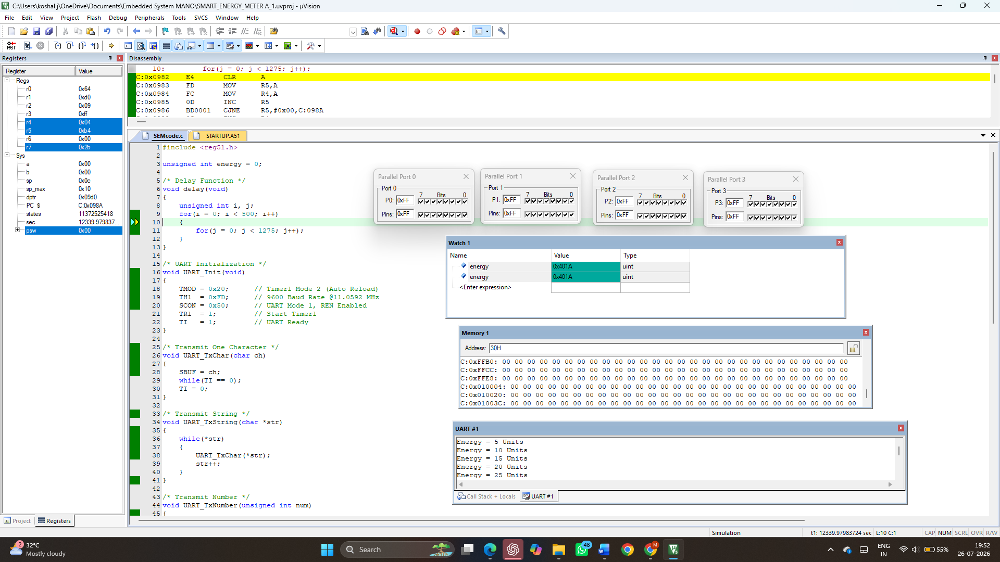 C:\Users\koshal j\OneDrive\Documents\Embedded System MANO\SMART_ENERGY_METER A_1.uvproj - µVision
File Edit View Project Flash Debug Peripherals Tools SVCS Window Help
RST
Registers
Register Value
Regs
r0 0x64
r1 0xd0
r2 0x09
r3 0xff
r4 0x04
r5 0xb4
r6 0x00
r7 0x2b
Sys
a 0x00
b 0x00
sp 0x0c
sp_max 0x10
dptr 0x09d0
PC $ C:0x098A
states 11372525418
sec 12339.979837...
psw 0x00
Project Registers
Disassembly
10: for(j = 0; j < 1275; j++);
C:0x0982 E4 CLR A
C:0x0983 FD MOV R5,A
C:0x0984 FC MOV R4,A
C:0x0985 0D INC R5
C:0x0986 BD0001 CJNE R5,#0x00,C:098A
SEMcode.c STARTUP.A51
1 #include <reg51.h>
2
3 unsigned int energy = 0;
4
5 /* Delay Function */
6 void delay(void)
7 {
8 unsigned int i, j;
9 for(i = 0; i < 500; i++)
10 {
11 for(j = 0; j < 1275; j++);
12 }
13 }
14
15 /* UART Initialization */
16 void UART_Init(void)
17 {
18 TMOD = 0x20; // Timer1 Mode 2 (Auto Reload)
19 TH1 = 0xFD; // 9600 Baud Rate @11.0592 MHz
20 SCON = 0x50; // UART Mode 1, REN Enabled
21 TR1 = 1; // Start Timer1
22 TI = 1; // UART Ready
23 }
24
25 /* Transmit One Character */
26 void UART_TxChar(char ch)
27 {
28 SBUF = ch;
29 while(TI == 0);
30 TI = 0;
31 }
32
33 /* Transmit String */
34 void UART_TxString(char *str)
35 {
36 while(*str)
37 {
38 UART_TxChar(*str);
39 str++;
40 }
41 }
42
43 /* Transmit Number */
44 void UART_TxNumber(unsigned int num)
45 {
Parallel Port 0
Port 0
7 Bits 0
P0: 0xFF
Pins: 0xFF
Parallel Port 1
Port 1
7 Bits 0
P1: 0xFF
Pins: 0xFF
Parallel Port 2
Port 2
7 Bits 0
P2: 0xFF
Pins: 0xFF
Parallel Port 3
Port 3
7 Bits 0
P3: 0xFF
Pins: 0xFF
Watch 1
Name Value Type
energy 0x401A uint
energy 0x401A uint
<Enter expression>
Memory 1
Address: 30H
C:0xFFB0: 00 00 00 00 00 00 00 00 00 00 00 00 00 00 00 00 00 00 00 00 00 00 00 00 00 00 00 00
C:0xFFCC: 00 00 00 00 00 00 00 00 00 00 00 00 00 00 00 00 00 00 00 00 00 00 00 00 00 00 00 00
C:0xFFE8: 00 00 00 00 00 00 00 00 00 00 00 00 00 00 00 00 00 00 00 00 00 00 00 00 00 00 00 00
C:0x010004: 00 00 00 00 00 00 00 00 00 00 00 00 00 00 00 00 00 00 00 00 00 00 00 00 00 00 00 00
C:0x010020: 00 00 00 00 00 00 00 00 00 00 00 00 00 00 00 00 00 00 00 00 00 00 00 00 00 00 00 00
C:0x01003C: 00 00 00 00 00 00 00 00 00 00 00 00 00 00 00 00 00 00 00 00 00 00 00 00 00 00 00 00
UART #1
Energy = 5 Units
Energy = 10 Units
Energy = 15 Units
Energy = 20 Units
Energy = 25 Units
Call Stack + Locals UART #1
Simulation t1: 12339.97983724 sec L:10 C:1 CAP NUM SCRL OVR R/W
2
32°C
Mostly cloudy
Search
48
M
ENG
IN
55%
19:52
26-07-2026